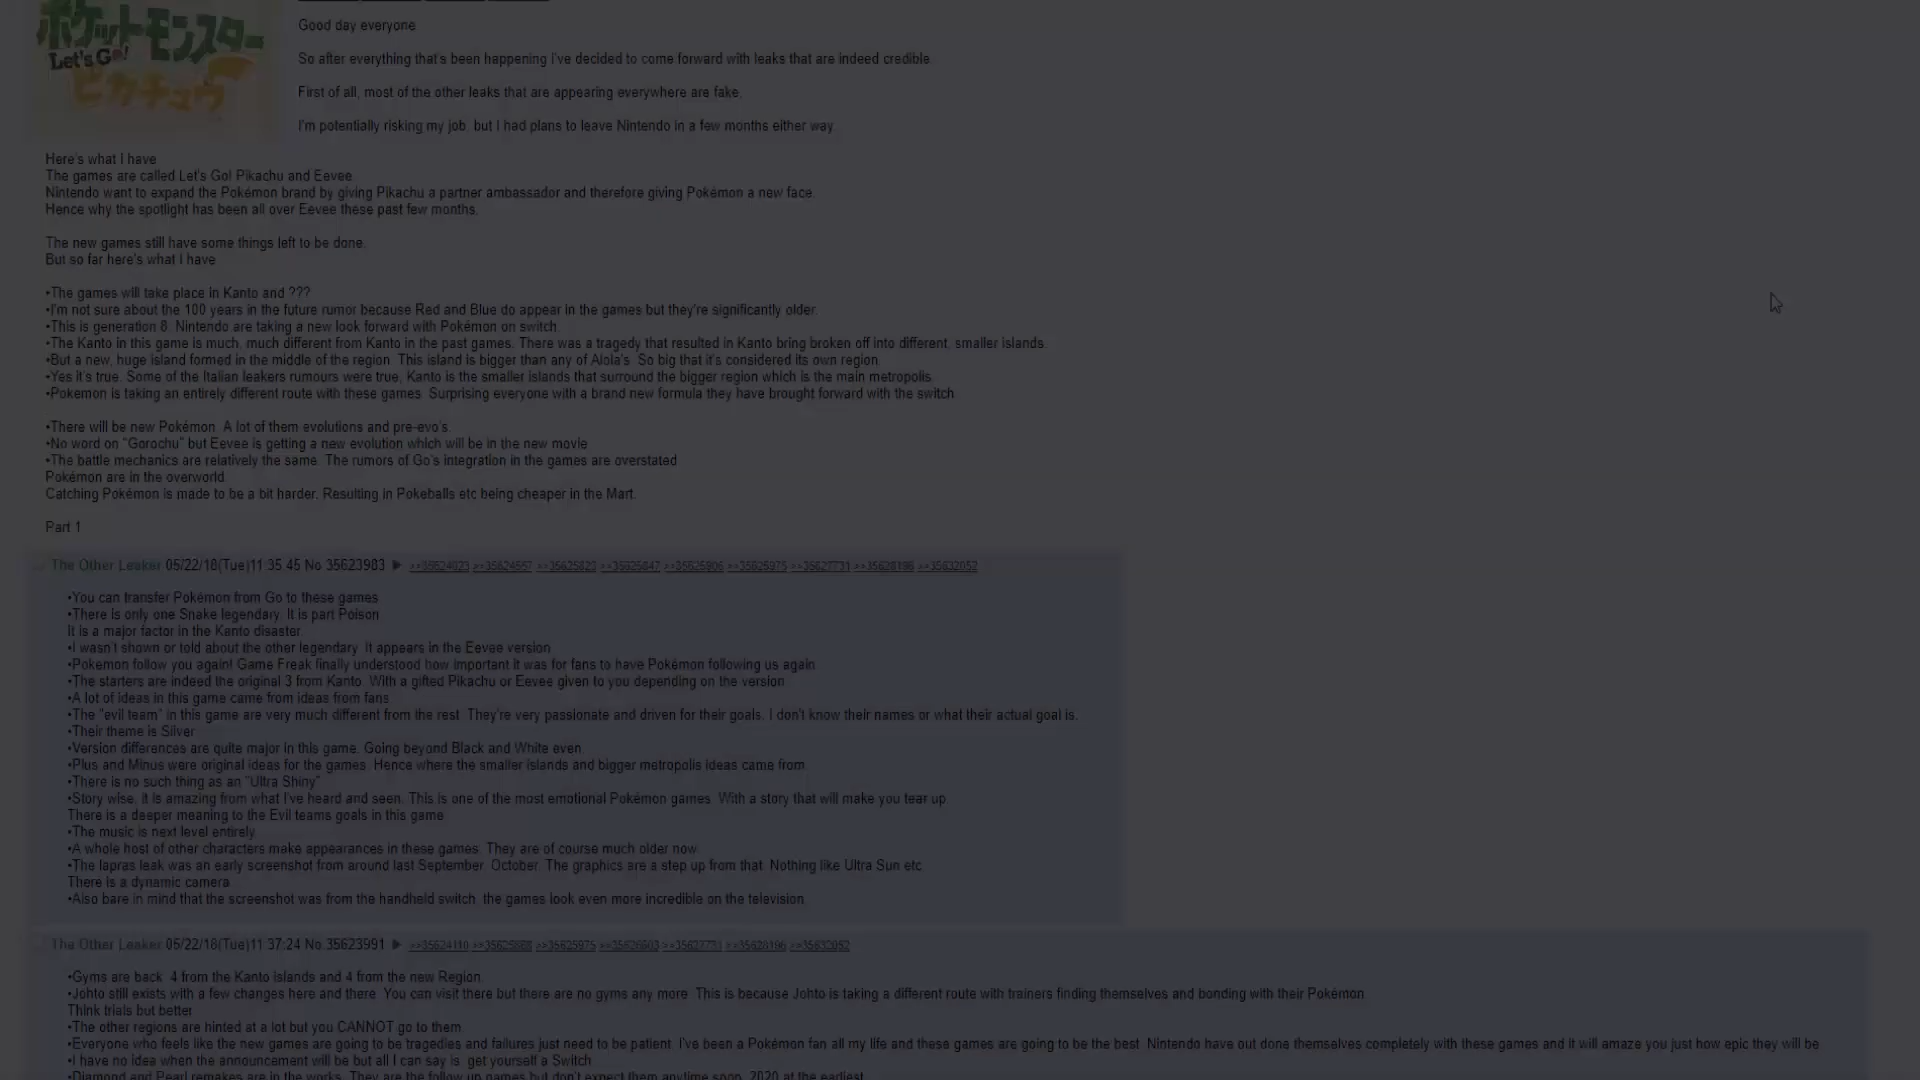 ポケットモンスター
Let's Go!
ピカチュウ
Good day everyone
So after everything that's been happening I've decided to come forward with leaks that are indeed credible.
First of all, most of the other leaks that are appearing everywhere are fake.
I'm potentially risking my job, but I had plans to leave Nintendo in a few months either way.
Here's what I have
The games are called Let's Go! Pikachu and Eevee.
Nintendo want to expand the Pokémon brand by giving Pikachu a partner ambassador and therefore giving Pokémon a new face.
Hence why the spotlight has been all over Eevee these past few months.
The new games still have some things left to be done.
But so far here's what I have
•The games will take place in Kanto and ???
•I'm not sure about the 100 years in the future rumor because Red and Blue do appear in the games but they're significantly older.
•This is generation 8. Nintendo are taking a new look forward with Pokémon on switch.
•The Kanto in this game is much, much different from Kanto in the past games. There was a tragedy that resulted in Kanto bring broken off into different, smaller islands.
•But a new, huge island formed in the middle of the region. This island is bigger than any of Alola's. So big that it's considered its own region.
•Yes it's true. Some of the Italian leakers rumours were true, Kanto is the smaller islands that surround the bigger region which is the main metropolis.
•Pokemon is taking an entirely different route with these games. Surprising everyone with a brand new formula they have brought forward with the switch
•There will be new Pokémon. A lot of them evolutions and pre-evo's.
•No word on "Gorochu" but Eevee is getting a new evolution which will be in the new movie
•The battle mechanics are relatively the same. The rumors of Go's integration in the games are overstated
Pokémon are in the overworld
Catching Pokémon is made to be a bit harder. Resulting in Pokeballs etc being cheaper in the Mart.
Part 1
The Other Leaker 05/22/18(Tue)11:35:45 No.35623983 ▶ >>35624023 >>35624557 >>35625822 >>35625847 >>35625906 >>35625975 >>35627731 >>35628196 >>35632052
•You can transfer Pokémon from Go to these games
•There is only one Snake legendary. It is part Poison
It is a major factor in the Kanto disaster.
•I wasn't shown or told about the other legendary. It appears in the Eevee version
•Pokemon follow you again! Game Freak finally understood how important it was for fans to have Pokémon following us again
•The starters are indeed the original 3 from Kanto. With a gifted Pikachu or Eevee given to you depending on the version
•A lot of ideas in this game came from ideas from fans
•The "evil team" in this game are very much different from the rest. They're very passionate and driven for their goals. I don't know their names or what their actual goal is.
•Their theme is Silver
•Version differences are quite major in this game. Going beyond Black and White even.
•Plus and Minus were original ideas for the games. Hence where the smaller islands and bigger metropolis ideas came from.
•There is no such thing as an "Ultra Shiny"
•Story wise, it is amazing from what I've heard and seen. This is one of the most emotional Pokémon games. With a story that will make you tear up.
There is a deeper meaning to the Evil teams goals in this game
•The music is next level entirely.
•A whole host of other characters make appearances in these games. They are of course much older now.
•The lapras leak was an early screenshot from around last September. October. The graphics are a step up from that. Nothing like Ultra Sun etc.
There is a dynamic camera.
•Also bare in mind that the screenshot was from the handheld switch, the games look even more incredible on the television.
The Other Leaker 05/22/18(Tue)11:37:24 No.35623991 ▶ >>35624110 >>35625888 >>35625975 >>35626603 >>35627731 >>35628196 >>35632052
•Gyms are back. 4 from the Kanto islands and 4 from the new Region.
•Johto still exists with a few changes here and there. You can visit there but there are no gyms any more. This is because Johto is taking a different route with trainers finding themselves and bonding with their Pokémon.
Think trials but better
•The other regions are hinted at a lot but you CANNOT go to them
•Everyone who feels like the new games are going to be tragedies and failures just need to be patient. I've been a Pokémon fan all my life and these games are going to be the best. Nintendo have out done themselves completely with these games and it will amaze you just how epic they will be
•I have no idea when the announcement will be but all I can say is. get yourself a Switch
•Diamond and Pearl remakes are in the works. They are the follow up games but don't expect them anytime soon. 2020 at the earliest